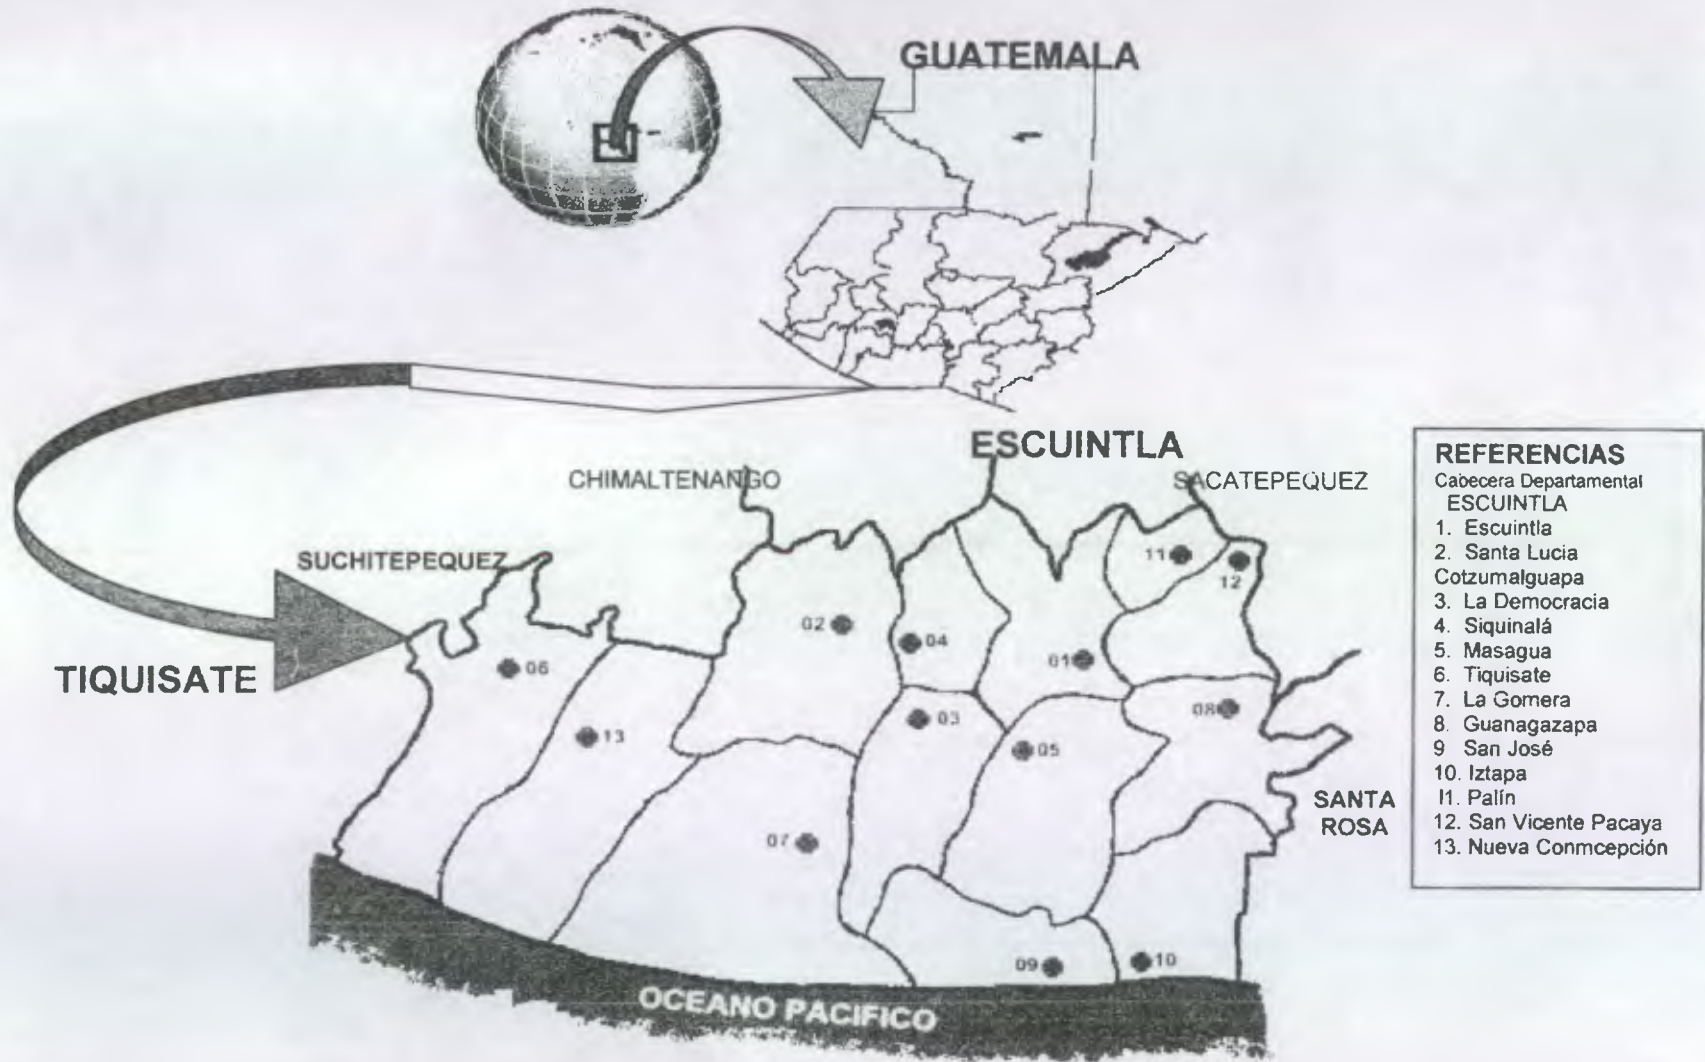 GUATEMALA
ESCUINTLA
CHIMALTENANGO
SACATEPEQUEZ
SUCHITEPEQUEZ
TIQUISATE
11
12
02
04
01
06
08
03
13
05
07
09
10
SANTA
ROSA
OCEANO PACIFICO
REFERENCIAS
Cabecera Departamental
ESCUINTLA
1. Escuintla
2. Santa Lucia
Cotzumalguapa
3. La Democracia
4. Siquinalá
5. Masagua
6. Tiquisate
7. La Gomera
8. Guanagazapa
9 San José
10. Iztapa
11. Palín
12. San Vicente Pacaya
13. Nueva Conmcepción